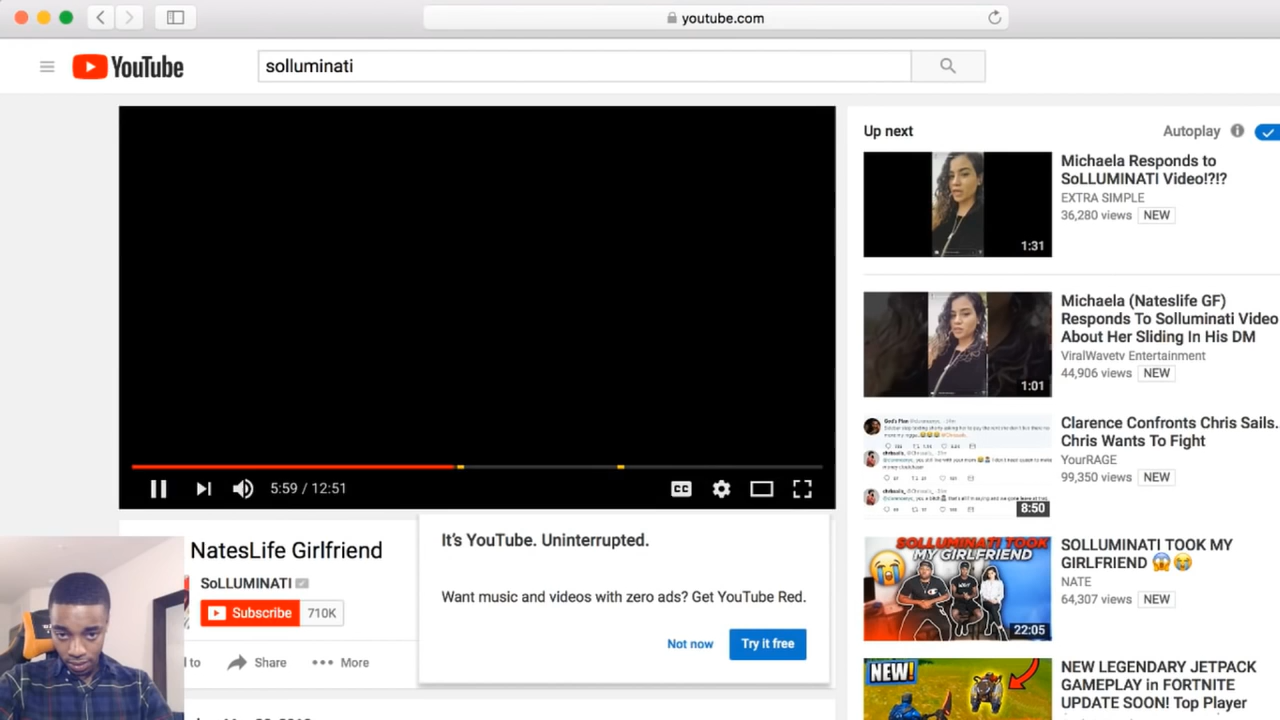 youtube.com
YouTube
solluminati
Up next
Autoplay
Michaela Responds to
SoLLUMINATI Video!?!?
EXTRA SIMPLE
36,280 views NEW
1:31
Michaela (Nateslife GF)
Responds To Solluminati Video
About Her Sliding In His DM
ViralWavetv Entertainment
44,906 views NEW
1:01
Clarence Confronts Chris Sails.
Chris Wants To Fight
YourRAGE
99,350 views NEW
8:50
SOLLUMINATI TOOK
MY GIRLFRIEND
SOLLUMINATI TOOK MY
GIRLFRIEND 😱😭
NATE
64,307 views NEW
22:05
NEW!
NEW LEGENDARY JETPACK
GAMEPLAY in FORTNITE
UPDATE SOON! Top Player
5:59 / 12:51
CC
NatesLife Girlfriend
SoLLUMINATI
Subscribe 710K
to
Share
More
It's YouTube. Uninterrupted.
Want music and videos with zero ads? Get YouTube Red.
Not now
Try it free